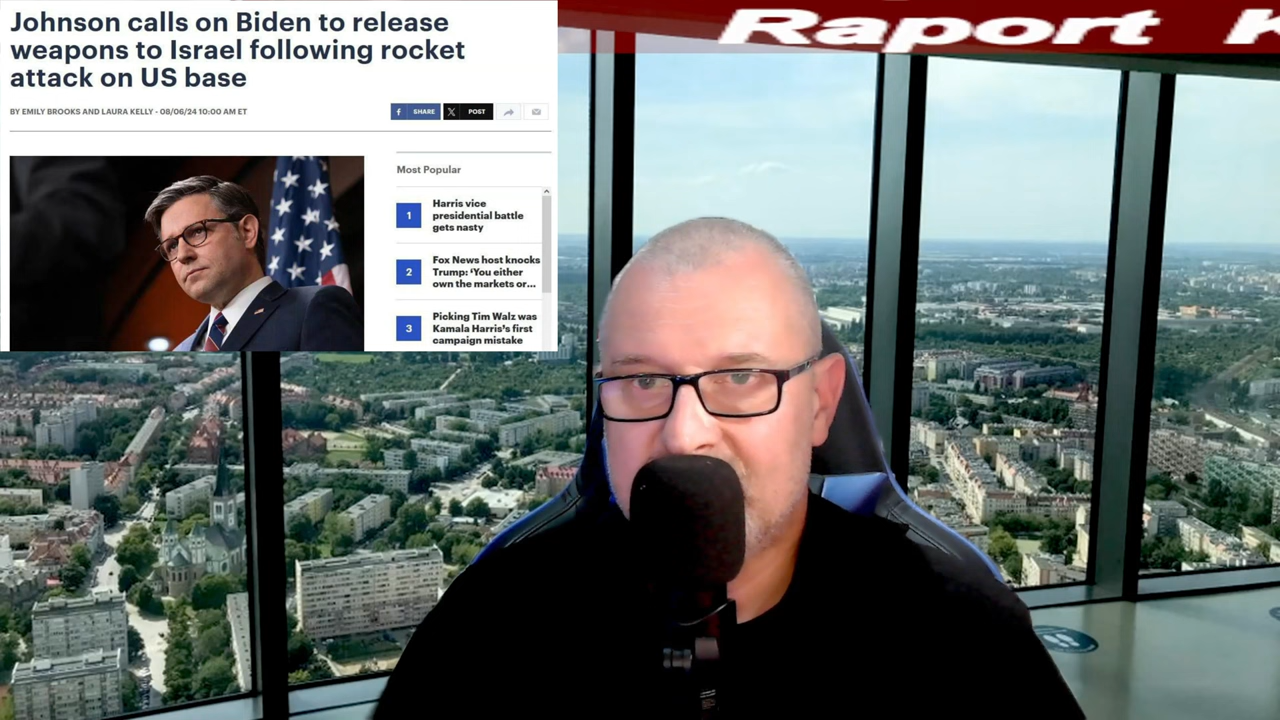 Raport K
Johnson calls on Biden to release
weapons to Israel following rocket
attack on US base
BY EMILY BROOKS AND LAURA KELLY - 08/06/24 10:00 AM ET
SHARE
POST
Most Popular
1
Harris vice
presidential battle
gets nasty
2
Fox News host knocks
Trump: ‘You either
own the markets or...
3
Picking Tim Walz was
Kamala Harris’s first
campaign mistake